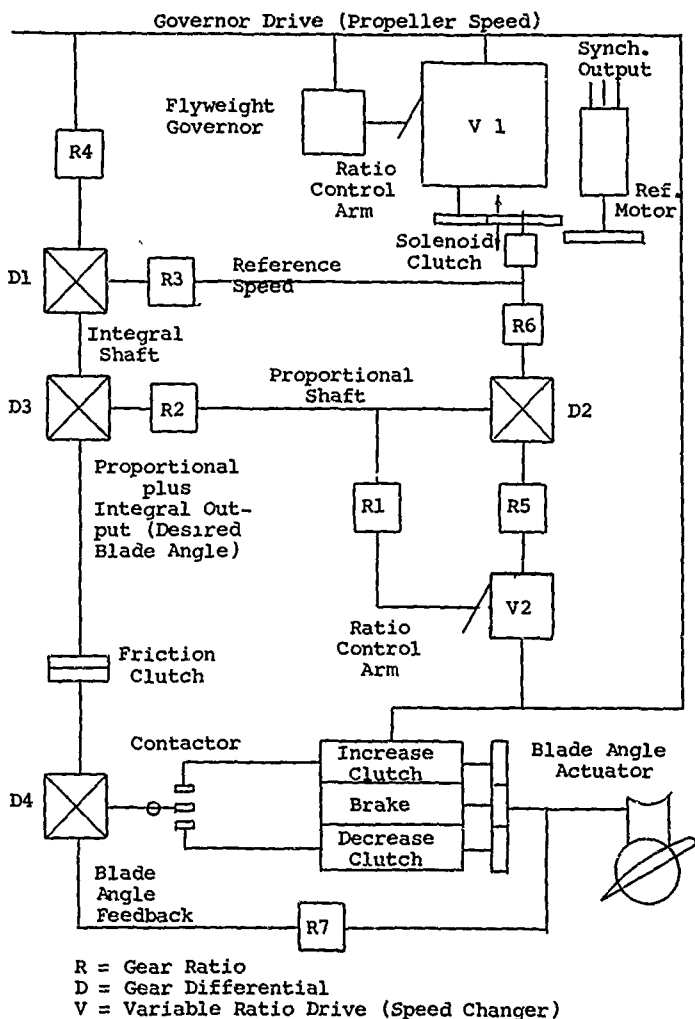 Governor Drive (Propeller Speed)
Synch.
Output
Flyweight
Governor
V 1
R4
Ratio
Control
Arm
Ref.
Motor
Solenoid
Clutch
D1
R3
Reference
Speed
Integral
Shaft
R6
D3
R2
Proportional
Shaft
D2
Proportional
plus
Integral Out-
put (Desired
Blade Angle)
R1
R5
V2
Ratio
Control
Arm
Friction
Clutch
Contactor
Increase
Clutch
Blade Angle
Actuator
D4
Brake
Decrease
Clutch
Blade
Angle
Feedback
R7
R = Gear Ratio
D = Gear Differential
V = Variable Ratio Drive (Speed Changer)